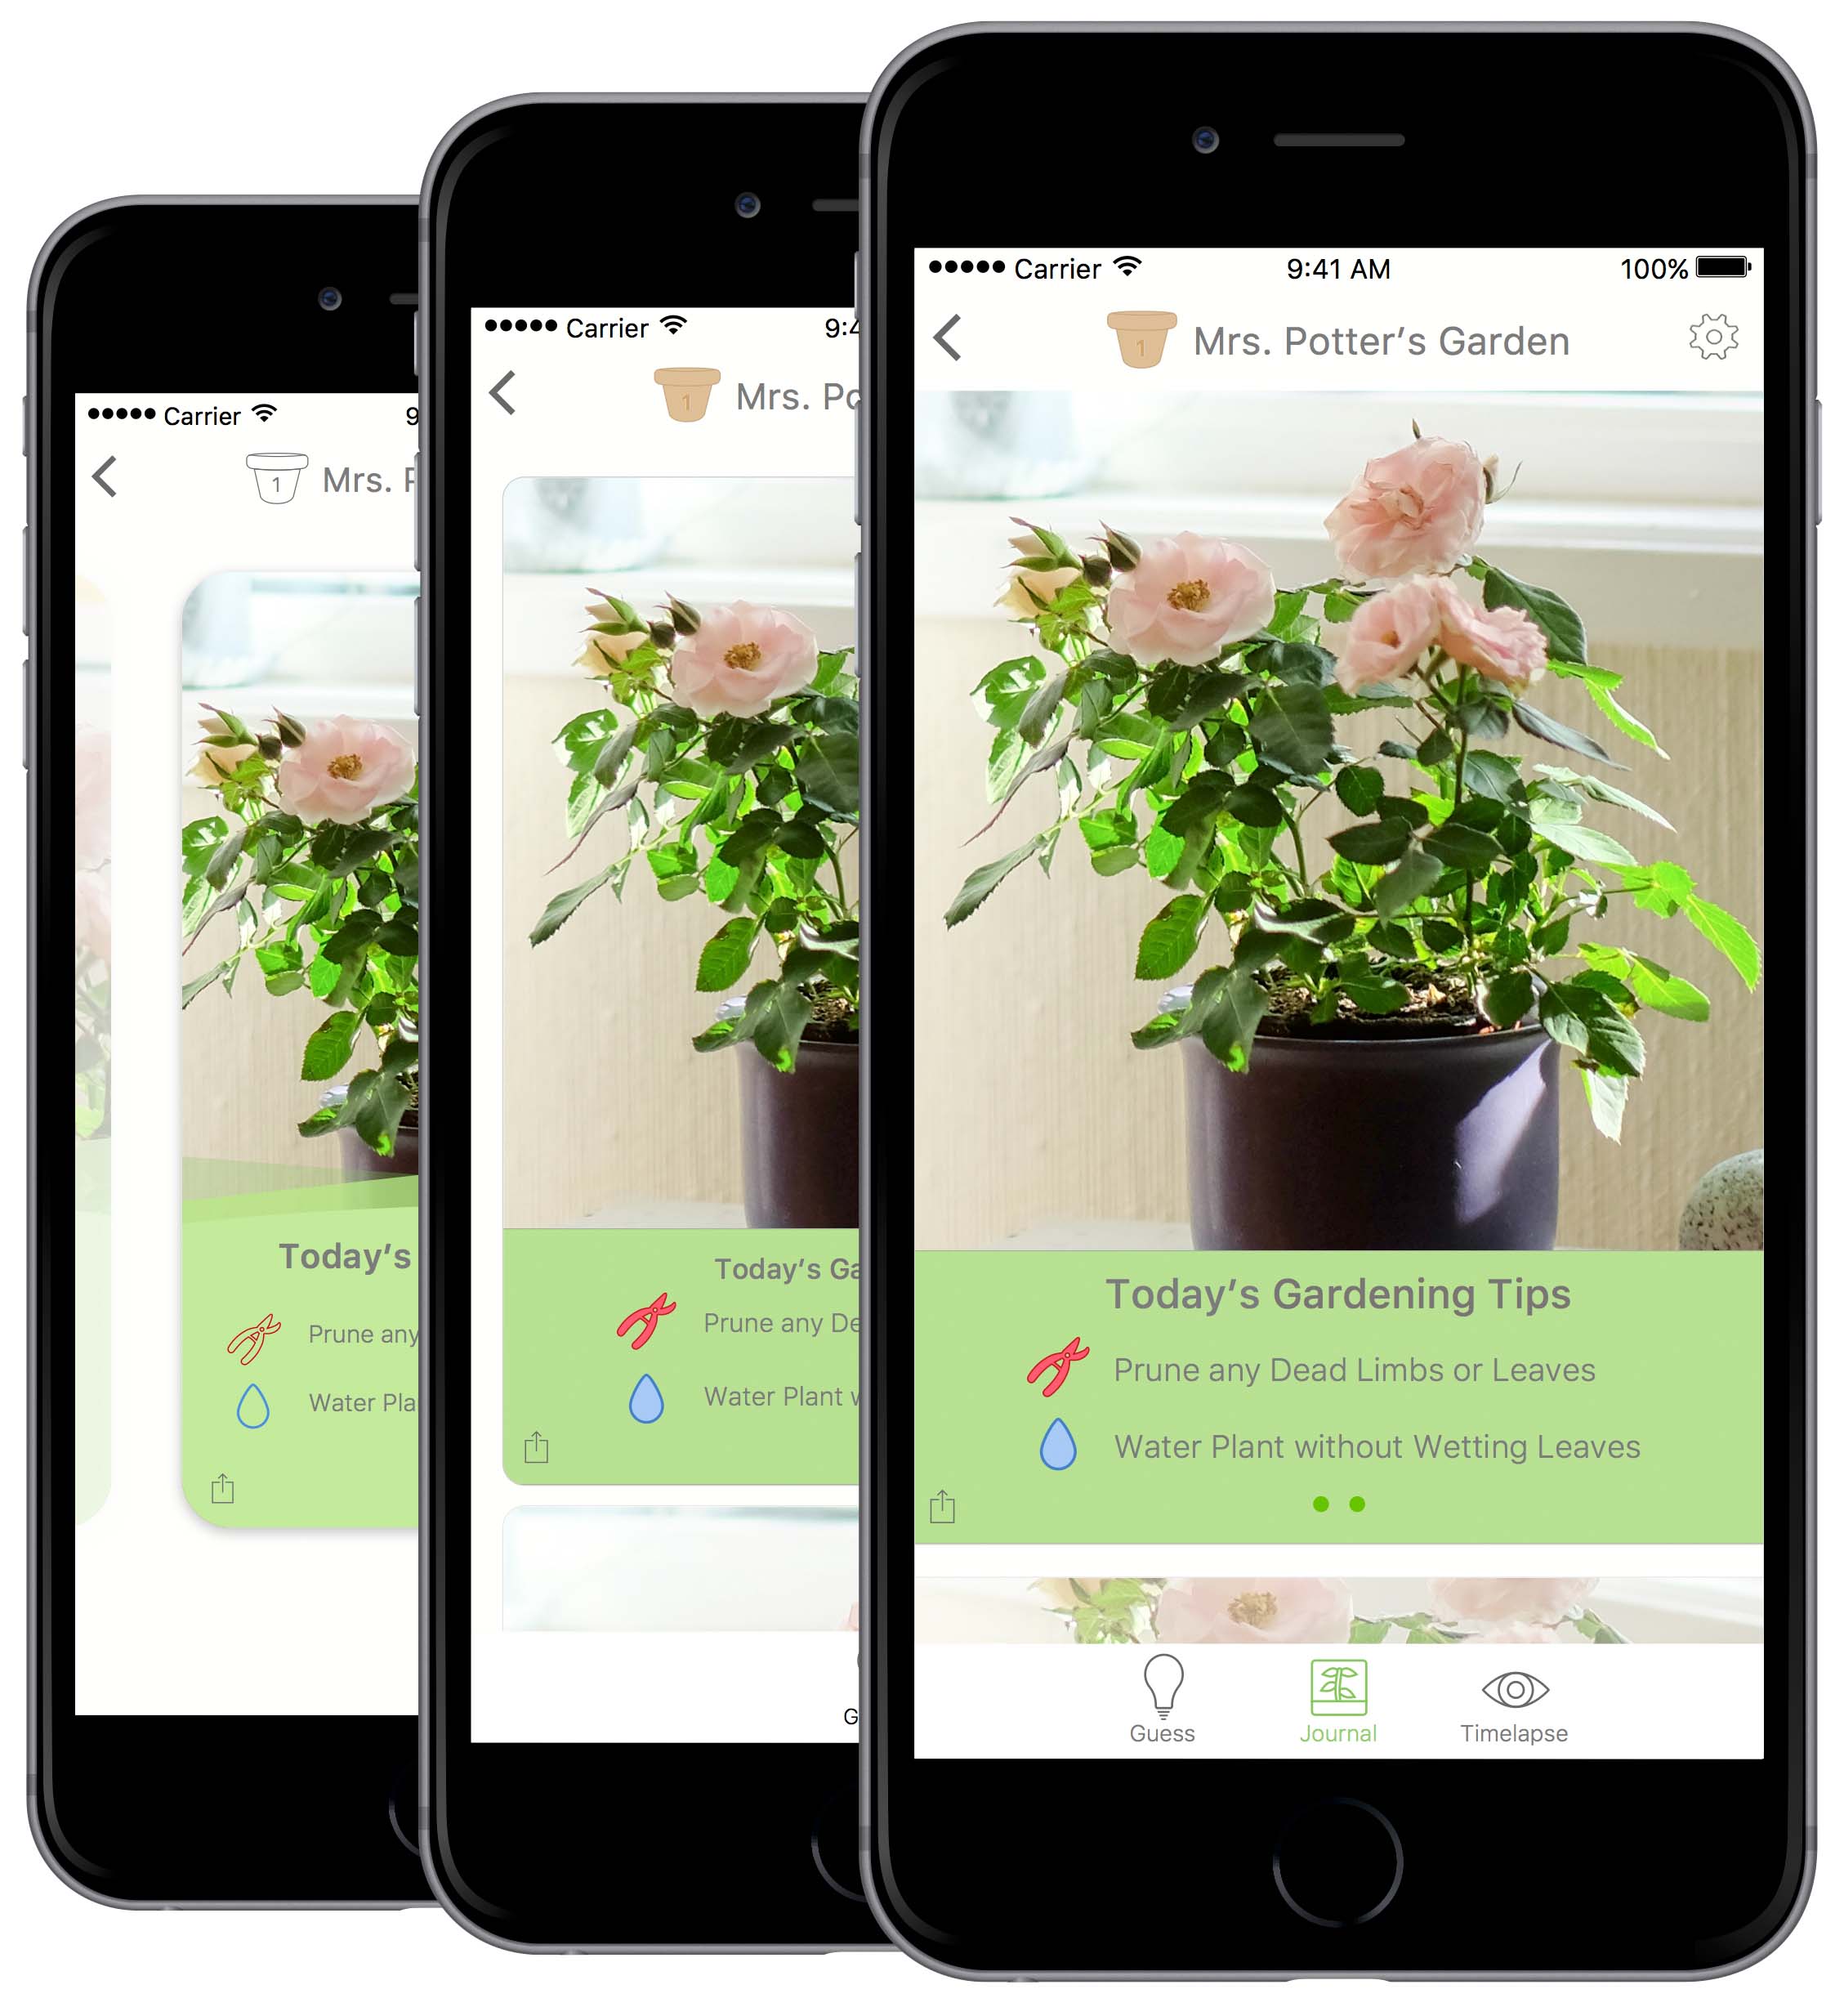 Carrier
9
1
Mrs. P
Today's
Prune any
Water Pla
Carrier
9:4
1
Mrs. Po
Today's Ga
Prune any De
Water Plant w
G
Carrier
9:41 AM
100%
1
Mrs. Potter's Garden
Today's Gardening Tips
Prune any Dead Limbs or Leaves
Water Plant without Wetting Leaves
Guess
Journal
Timelapse